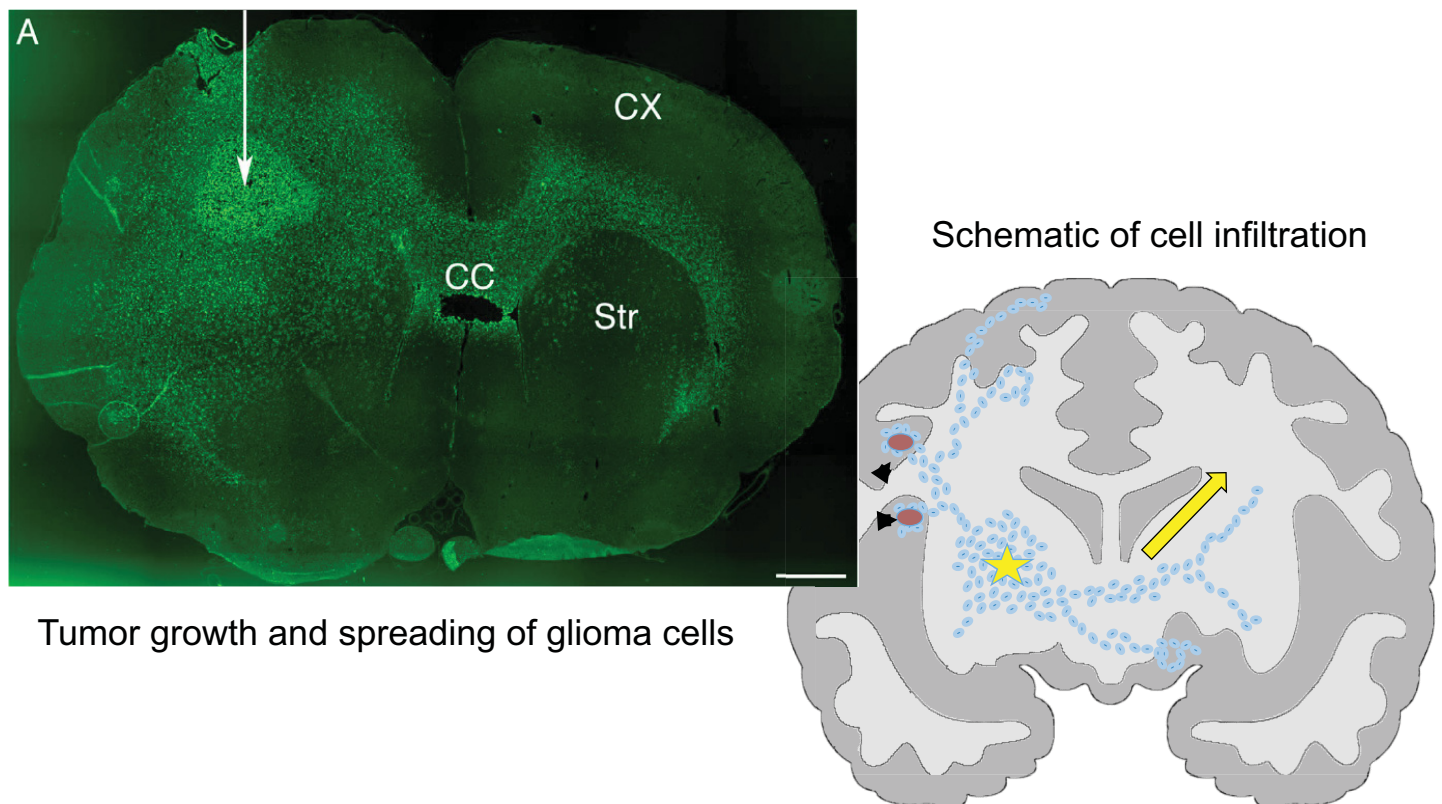 A
CX
CC
Str
Schematic of cell infiltration
Tumor growth and spreading of glioma cells